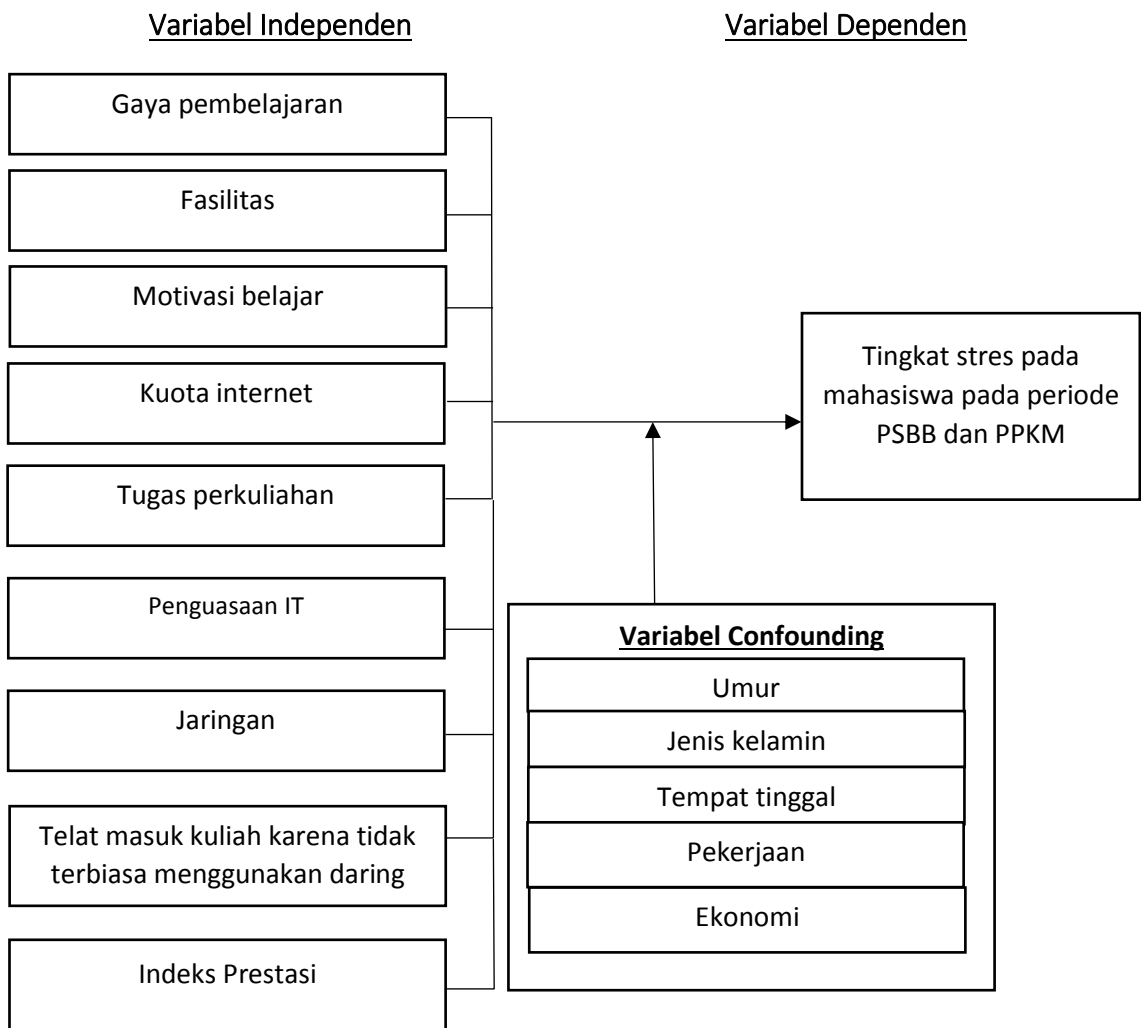 Variabel Independen
Variabel Dependen
Gaya pembelajaran
Fasilitas
Motivasi belajar
Kuota internet
Tugas perkuliahan
Penguasaan IT
Jaringan
Telat masuk kuliah karena tidak
terbiasa menggunakan daring
Indeks Prestasi
Tingkat stres pada
mahasiswa pada periode
PSBB dan PPKM
Variabel Confounding
Umur
Jenis kelamin
Tempat tinggal
Pekerjaan
Ekonomi